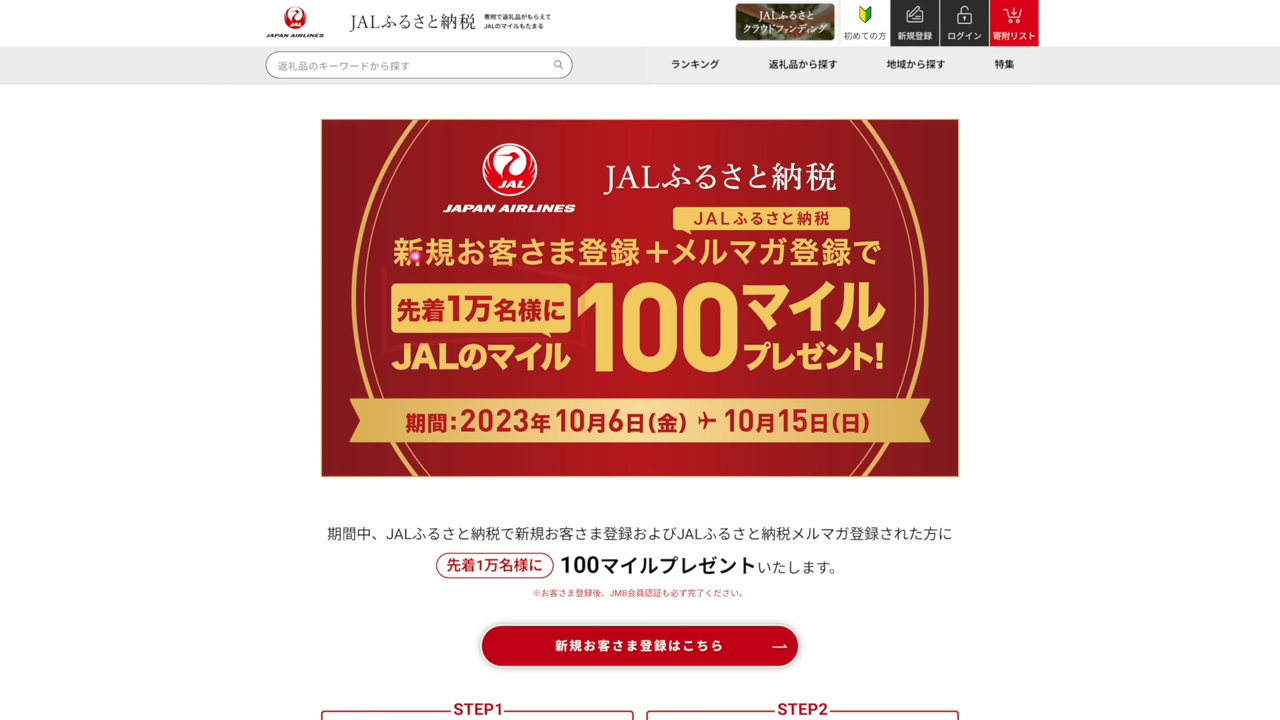 JAPAN AIRLINES
JALふるさと納税
寄附で返礼品がもらえて
JALのマイルもたまる
JALふるさと
クラウドファンディング
初めての方
新規登録
ログイン
寄附リスト
返礼品のキーワードから探す
ランキング
返礼品から探す
地域から探す
特集
JAL
JAPAN AIRLINES
JALふるさと納税
JALふるさと納税
新規お客さま登録+メルマガ登録で
先着1万名様に
JALのマイル
100マイル
プレゼント!
期間:2023年10月6日(金) 10月15日(日)
期間中、JALふるさと納税で新規お客さま登録およびJALふるさと納税メルマガ登録された方に
先着1万名様に 100マイルプレゼントいたします。
※お客さま登録後、JMB会員認証も必ず完了ください。
新規お客さま登録はこちら
STEP1
STEP2